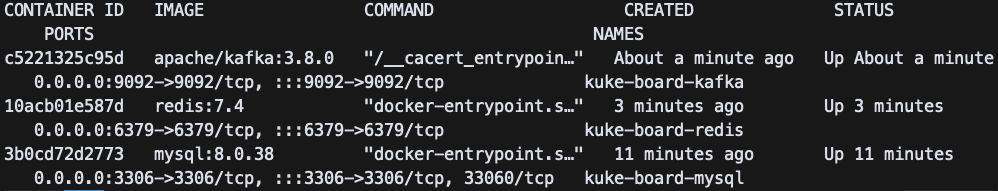 CONTAINER ID   IMAGE                COMMAND                   CREATED              STATUS
    PORTS                                                  NAMES
c5221325c95d   apache/kafka:3.8.0   "/__cacert_entrypoin…"   About a minute ago   Up About a minute
   0.0.0.0:9092->9092/tcp, :::9092->9092/tcp              kuke-board-kafka
10acb01e587d   redis:7.4            "docker-entrypoint.s…"   3 minutes ago        Up 3 minutes
   0.0.0.0:6379->6379/tcp, :::6379->6379/tcp              kuke-board-redis
3b0cd72d2773   mysql:8.0.38         "docker-entrypoint.s…"   11 minutes ago       Up 11 minutes
   0.0.0.0:3306->3306/tcp, :::3306->3306/tcp, 33060/tcp   kuke-board-mysql